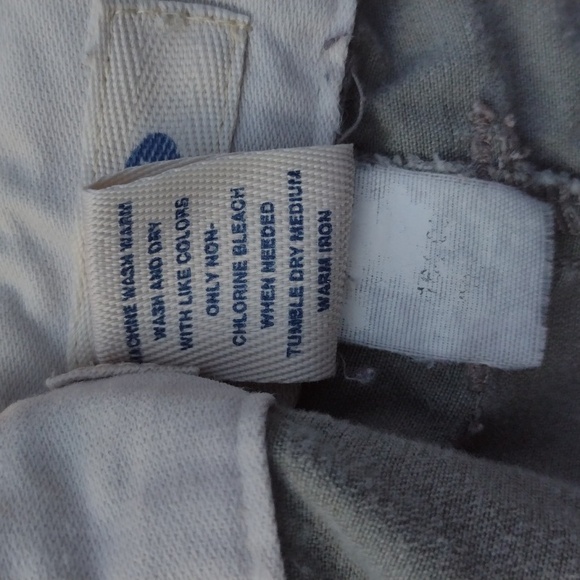 MACHINE WASH WARM
WASH AND DRY
WITH LIKE COLORS
ONLY NON-
CHLORINE BLEACH
WHEN NEEDED
TUMBLE DRY MEDIUM
WARM IRON